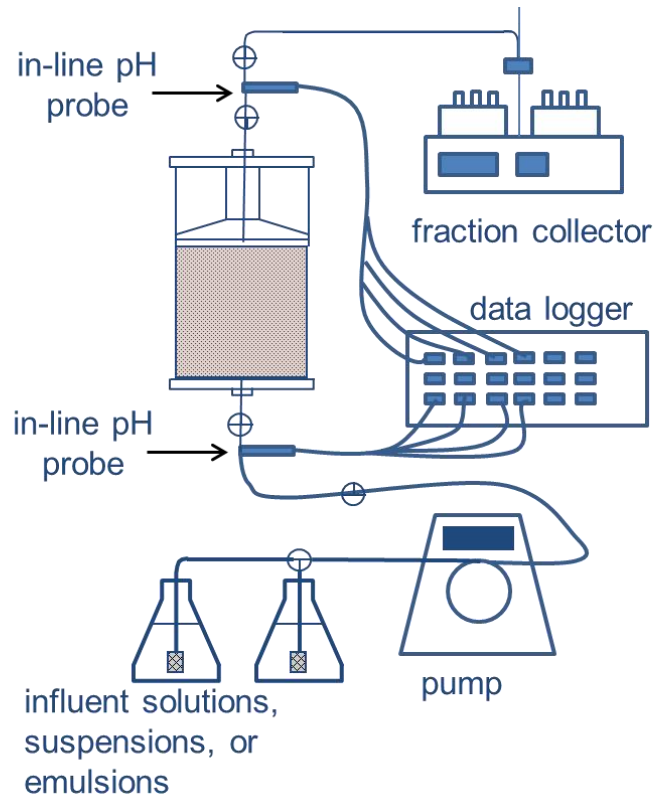 in-line pH
probe
fraction collector
data logger
in-line pH
probe
pump
influent solutions,
suspensions, or
emulsions